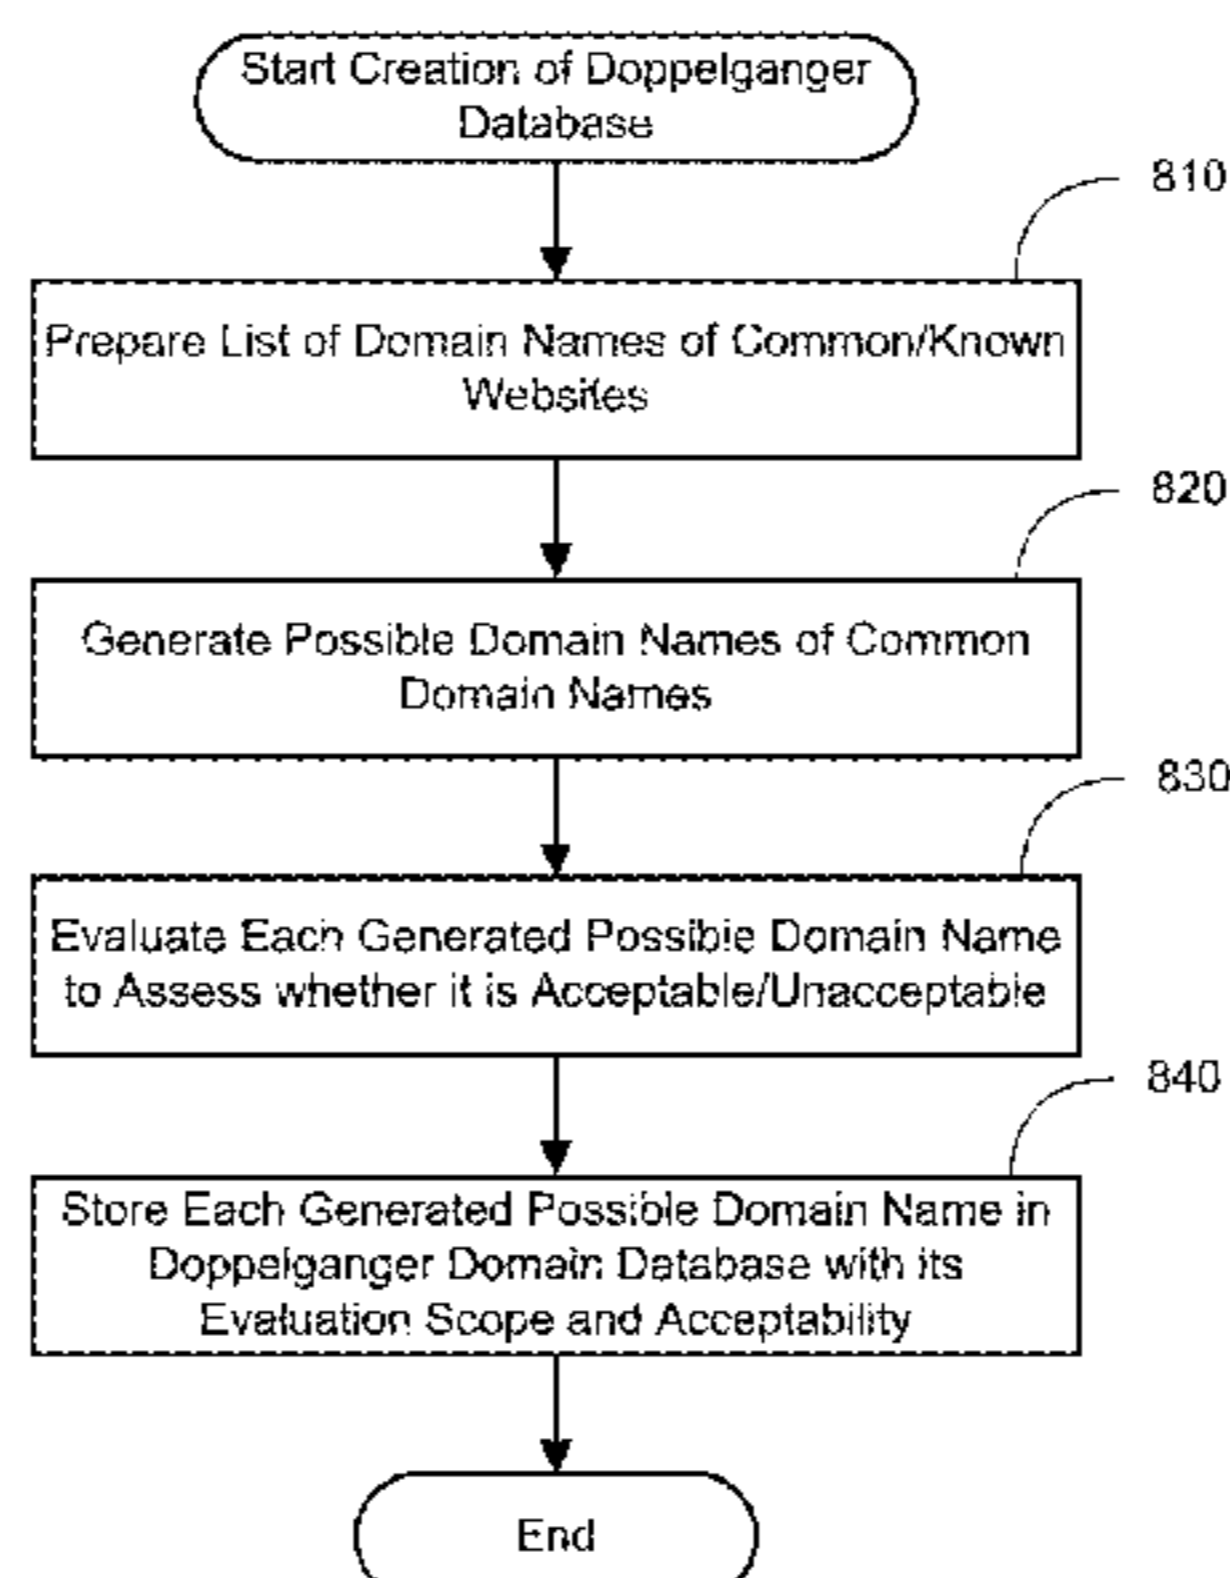 Start Creation of Doppelganger
Database
810
Prepare List of Domain Names of Common/Known
Websites
820
Generate Possible Domain Names of Common
Domain Names
830
Evaluate Each Generated Possible Domain Name
to Assess whether it is Acceptable/Unacceptable
840
Store Each Generated Possible Domain Name in
Doppelganger Domain Database with its
Evaluation Scope and Acceptability
End